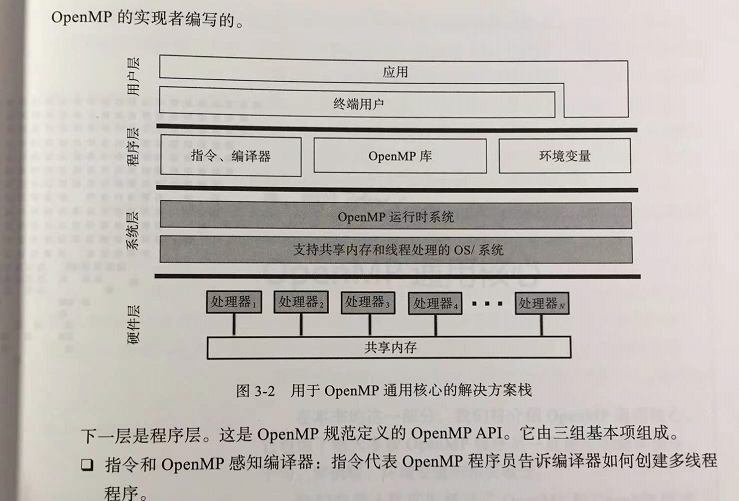 OpenMP 的实现者编写的。
用户层
应用
终端用户
程序层
指令、编译器
OpenMP 库
环境变量
系统层
OpenMP 运行时系统
支持共享内存和线程处理的 OS/ 系统
硬件层
处理器1
处理器2
处理器3
处理器4
处理器N
共享内存
图 3-2 用于 OpenMP 通用核心的解决方案栈
下一层是程序层。这是 OpenMP 规范定义的 OpenMP API。它由三组基本项组成。
❑ 指令和 OpenMP 感知编译器：指令代表 OpenMP 程序员告诉编译器如何创建多线程
程序。